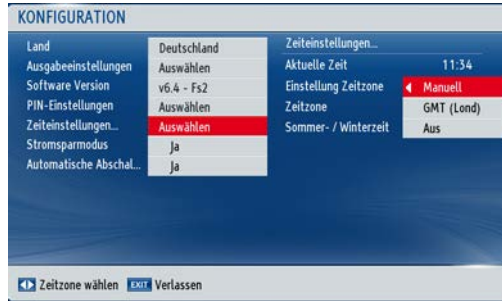 KONFIGURATION
Land Deutschland
Ausgabeeinstellungen Auswählen
Software Version v6.4 - Fs2
PIN-Einstellungen Auswählen
Zeiteinstellungen... Auswählen
Stromsparmodus Ja
Automatische Abschal... Ja
Zeiteinstellungen...
Aktuelle Zeit 11:34
Einstellung Zeitzone Manuell
Zeitzone GMT (Lond)
Sommer- / Winterzeit Aus
Zeitzone wählen EXIT Verlassen